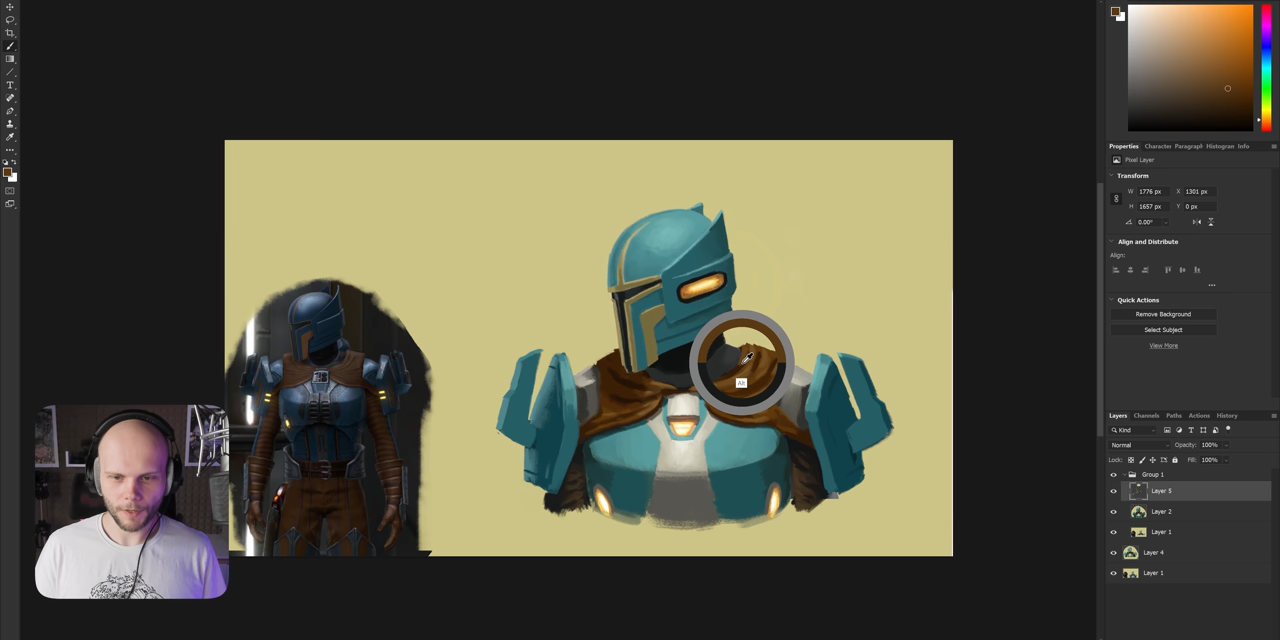 Properties Character Paragraph Histogran Info
Pixel Layer
Transform
W 1776 px X 1301 px
H 1657 px Y 0 px
0.00°
Align and Distribute
Align:
Quick Actions
Remove Background
Select Subject
View More
Alt
Layers Channels Paths Actions History
Kind
Normal Opacity: 100%
Lock: Fill: 100%
Group 1
Layer 5
Layer 2
Layer 1
Layer 4
Layer 1